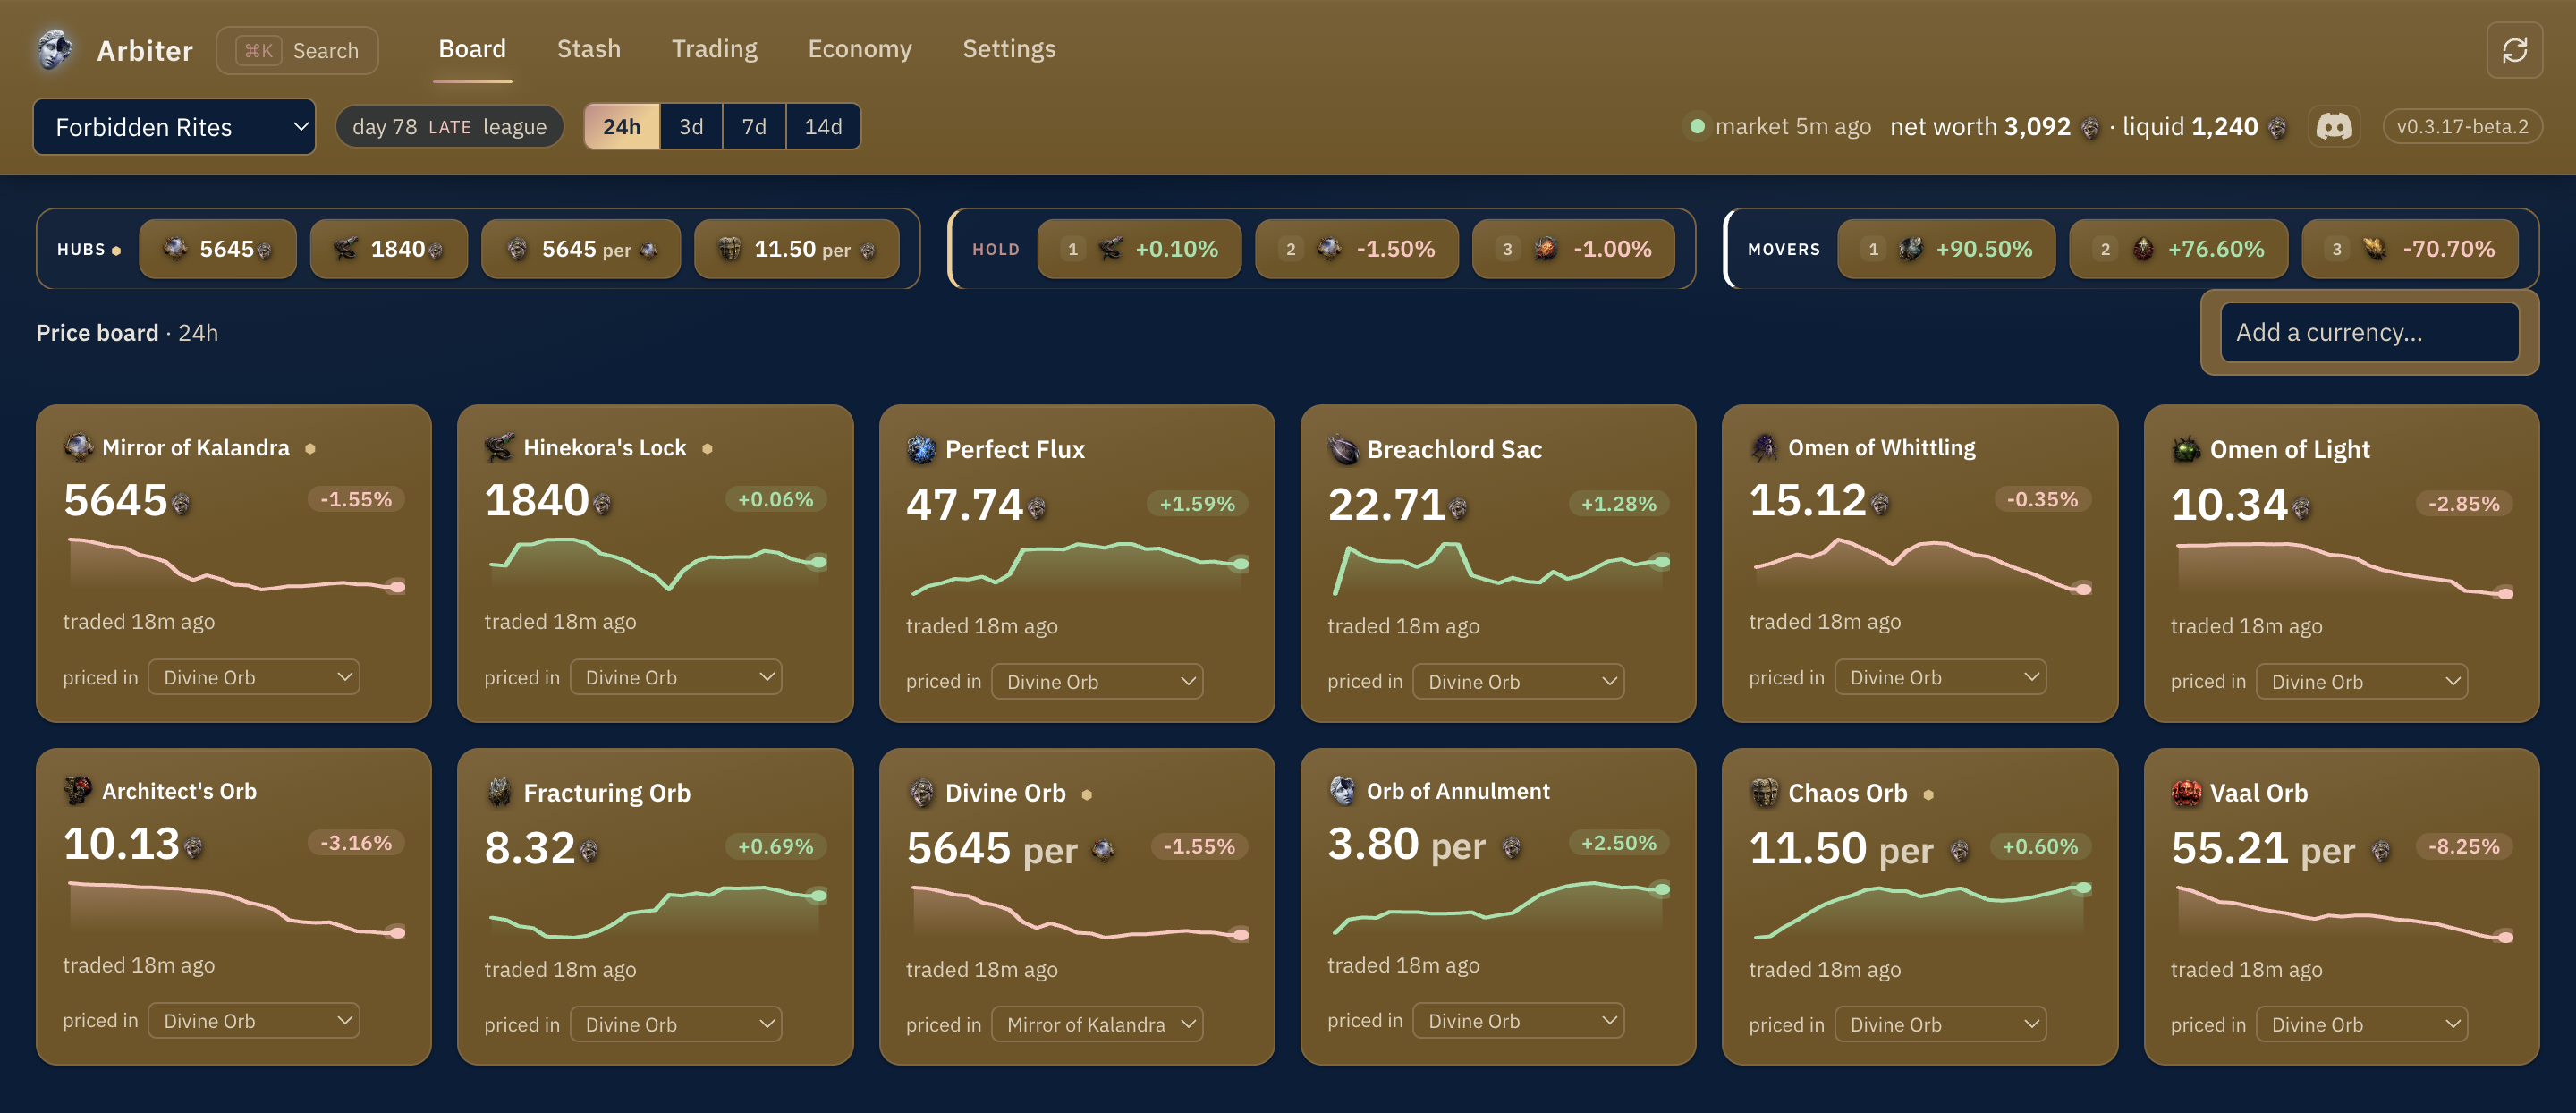 Arbiter ⌘K Search Board Stash Trading Economy Settings
Forbidden Rites day 78 LATE league 24h 3d 7d 14d market 5m ago net worth 3,092 · liquid 1,240 v0.3.17-beta.2
HUBS 5645 1840 5645 per 11.50 per HOLD 1 +0.10% 2 -1.50% 3 -1.00% MOVERS 1 +90.50% 2 +76.60% 3 -70.70%
Price board · 24h Add a currency...
Mirror of Kalandra
5645 -1.55%
traded 18m ago
priced in Divine Orb
Hinekora's Lock
1840 +0.06%
traded 18m ago
priced in Divine Orb
Perfect Flux
47.74 +1.59%
traded 18m ago
priced in Divine Orb
Breachlord Sac
22.71 +1.28%
traded 18m ago
priced in Divine Orb
Omen of Whittling
15.12 -0.35%
traded 18m ago
priced in Divine Orb
Omen of Light
10.34 -2.85%
traded 18m ago
priced in Divine Orb
Architect's Orb
10.13 -3.16%
traded 18m ago
priced in Divine Orb
Fracturing Orb
8.32 +0.69%
traded 18m ago
priced in Divine Orb
Divine Orb
5645 per -1.55%
traded 18m ago
priced in Mirror of Kalandra
Orb of Annulment
3.80 per +2.50%
traded 18m ago
priced in Divine Orb
Chaos Orb
11.50 per +0.60%
traded 18m ago
priced in Divine Orb
Vaal Orb
55.21 per -8.25%
traded 18m ago
priced in Divine Orb